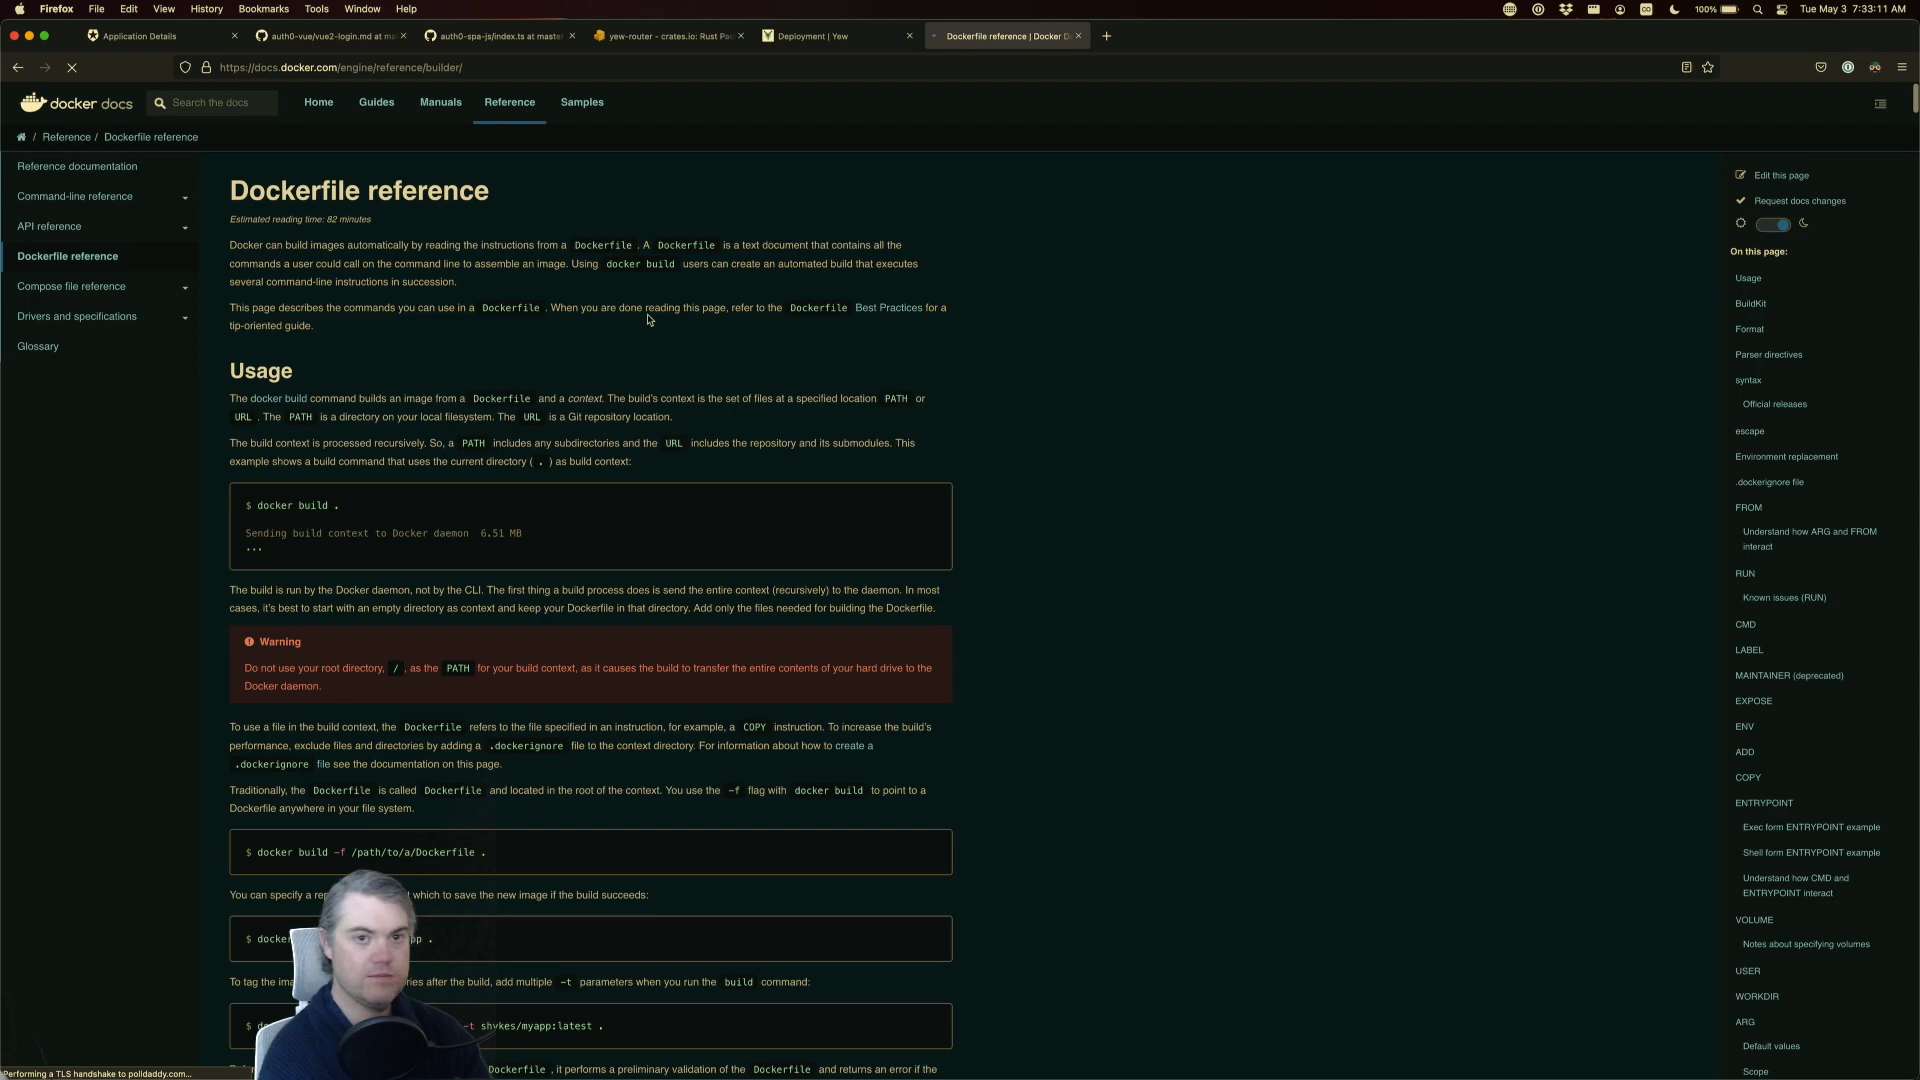 Firefox File Edit View History Bookmarks Tools Window Help
100% Tue May 3 7:33:11 AM
Application Details
auth0-vue/vue2-login.md at ma
auth0-spa-js/index.ts at master
yew-router - crates.io: Rust Pac
Deployment | Yew
Dockerfile reference | Docker D
https://docs.docker.com/engine/reference/builder/
docker docs
Search the docs
Home
Guides
Manuals
Reference
Samples
/ Reference / Dockerfile reference
Reference documentation
Command-line reference
API reference
Dockerfile reference
Compose file reference
Drivers and specifications
Glossary
Dockerfile reference
Estimated reading time: 82 minutes
Docker can build images automatically by reading the instructions from a Dockerfile. A Dockerfile is a text document that contains all the
commands a user could call on the command line to assemble an image. Using docker build users can create an automated build that executes
several command-line instructions in succession.
This page describes the commands you can use in a Dockerfile. When you are done reading this page, refer to the Dockerfile Best Practices for a
tip-oriented guide.
Usage
The docker build command builds an image from a Dockerfile and a context. The build's context is the set of files at a specified location PATH or
URL. The PATH is a directory on your local filesystem. The URL is a Git repository location.
The build context is processed recursively. So, a PATH includes any subdirectories and the URL includes the repository and its submodules. This
example shows a build command that uses the current directory ( . ) as build context:
$ docker build .
Sending build context to Docker daemon 6.51 MB
...
The build is run by the Docker daemon, not by the CLI. The first thing a build process does is send the entire context (recursively) to the daemon. In most
cases, it's best to start with an empty directory as context and keep your Dockerfile in that directory. Add only the files needed for building the Dockerfile.
Warning
Do not use your root directory, /, as the PATH for your build context, as it causes the build to transfer the entire contents of your hard drive to the
Docker daemon.
To use a file in the build context, the Dockerfile refers to the file specified in an instruction, for example, a COPY instruction. To increase the build's
performance, exclude files and directories by adding a .dockerignore file to the context directory. For information about how to create a
.dockerignore file see the documentation on this page.
Traditionally, the Dockerfile is called Dockerfile and located in the root of the context. You use the -f flag with docker build to point to a
Dockerfile anywhere in your file system.
$ docker build -f /path/to/a/Dockerfile .
You can specify a re which to save the new image if the build succeeds:
$ docke pp .
To tag the ima ries after the build, add multiple -t parameters when you run the build command:
$ d -t shykes/myapp:latest .
Dockerfile, it performs a preliminary validation of the Dockerfile and returns an error if the
Performing a TLS handshake to polldaddy.com...
Edit this page
Request docs changes
On this page:
Usage
BuildKit
Format
Parser directives
syntax
Official releases
escape
Environment replacement
.dockerignore file
FROM
Understand how ARG and FROM
interact
RUN
Known issues (RUN)
CMD
LABEL
MAINTAINER (deprecated)
EXPOSE
ENV
ADD
COPY
ENTRYPOINT
Exec form ENTRYPOINT example
Shell form ENTRYPOINT example
Understand how CMD and
ENTRYPOINT interact
VOLUME
Notes about specifying volumes
USER
WORKDIR
ARG
Default values
Scope